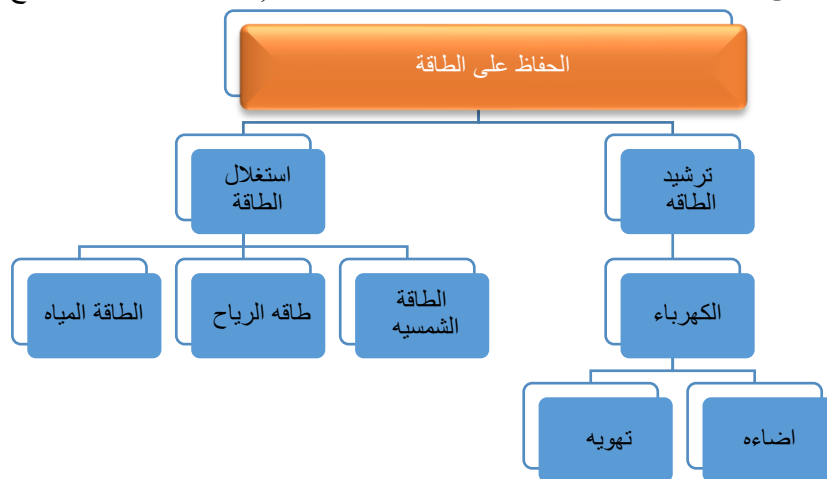 الحفاظ على الطاقة
ترشيد
الطاقه
استغلال
الطاقة
الكهرباء
الطاقة
الشمسيه
طاقه الرياح
الطاقة المياه
اضاءه
تهويه